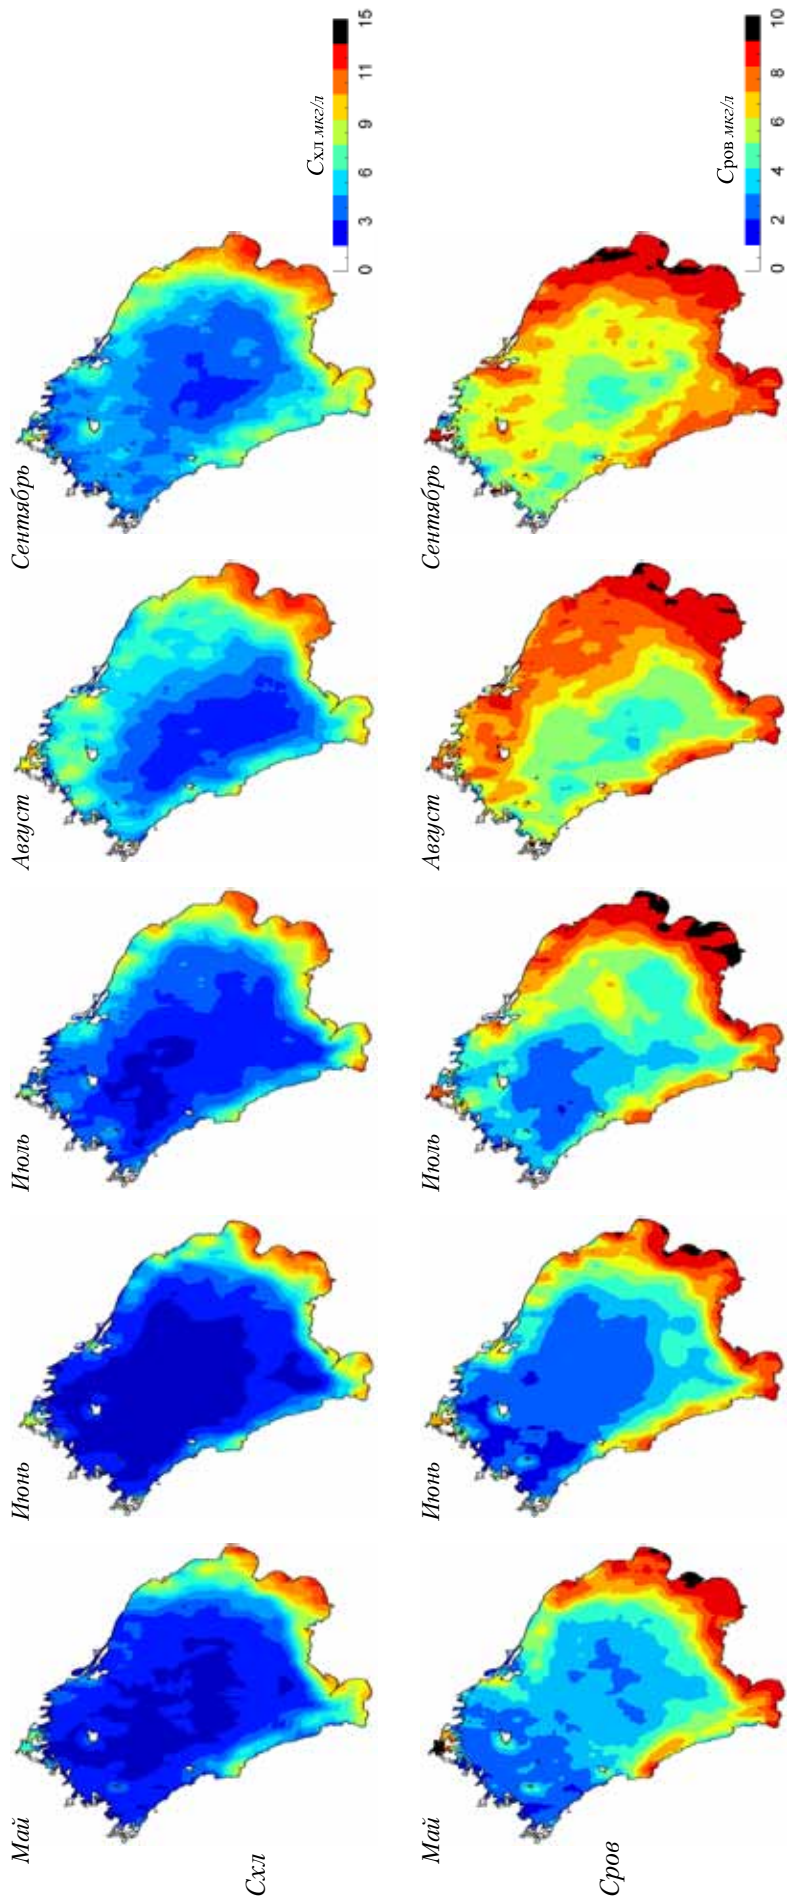 Май
Июнь
Июль
Август
Сентябрь
Схл
Схл мкг/л
0 3 6 9 11 15
Май
Июнь
Июль
Август
Сентябрь
Сров
Сров мкг/л
0 2 4 6 8 10